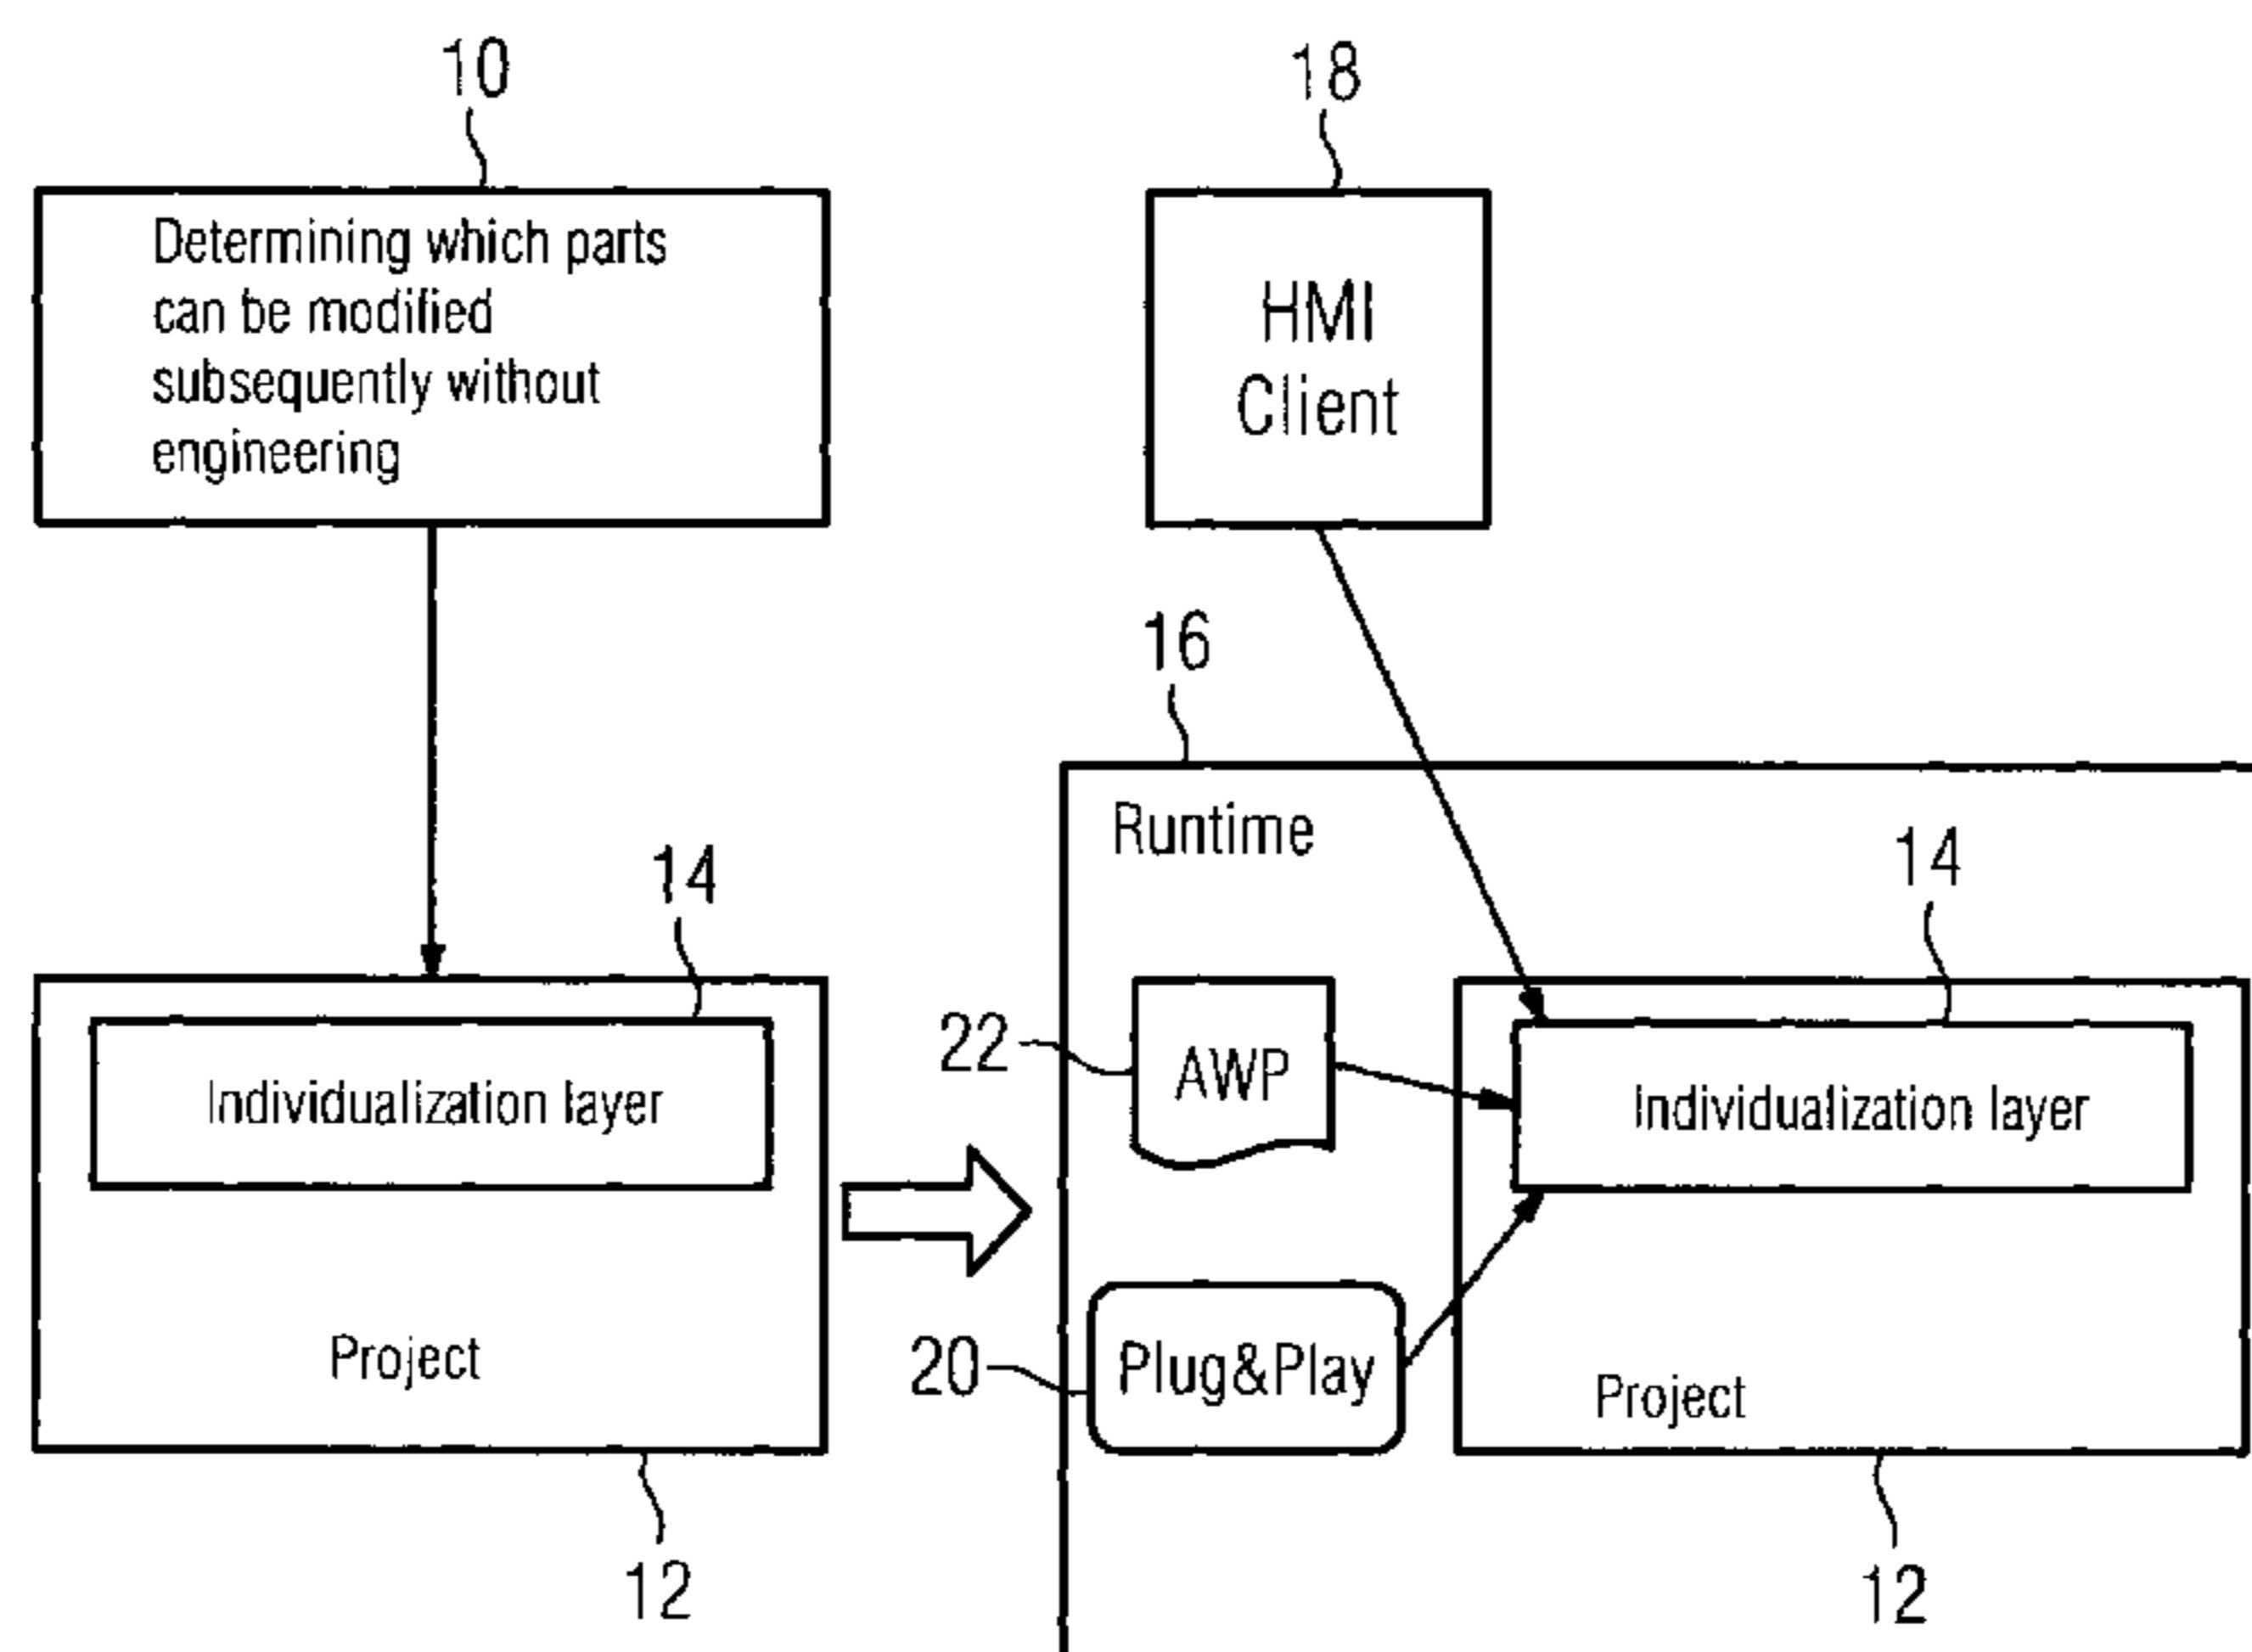 10
18
Determining which parts
can be modified
subsequently without
engineering
HMI
Client
16
Runtime
14
14
22
AWP
Individualization layer
Individualization layer
20
Plug&Play
Project
Project
12
12